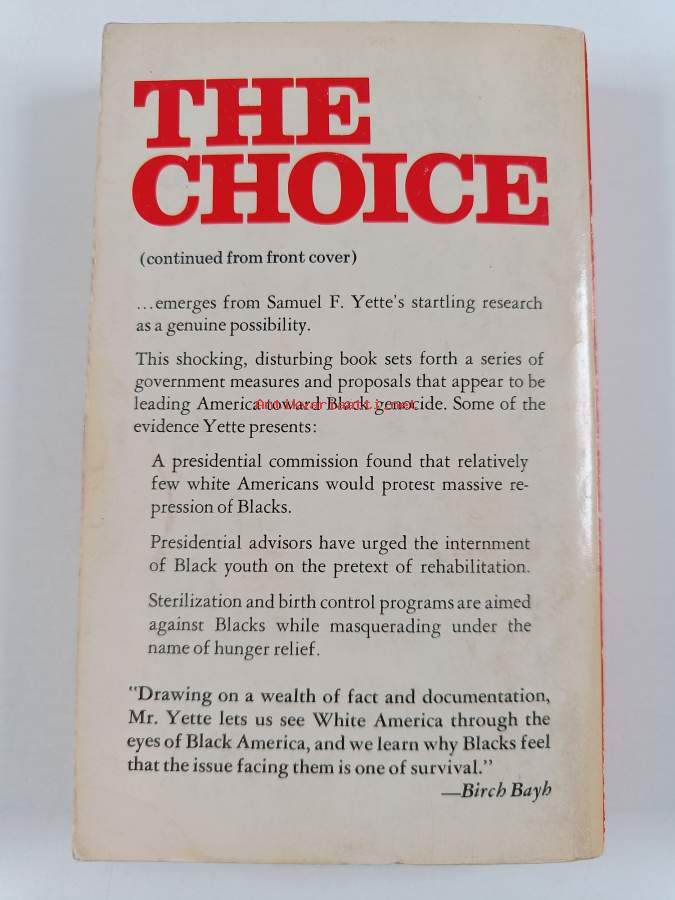 THE
CHOICE
(continued from front cover)
...emerges from Samuel F. Yette's startling research
as a genuine possibility.
This shocking, disturbing book sets forth a series of
government measures and proposals that appear to be
leading America toward Black genocide. Some of the
Antikvariaatti.net
evidence Yette presents:
A presidential commission found that relatively
few white Americans would protest massive re-
pression of Blacks.
Presidential advisors have urged the internment
of Black youth on the pretext of rehabilitation.
Sterilization and birth control programs are aimed
against Blacks while masquerading under the
name of hunger relief.
"Drawing on a wealth of fact and documentation,
Mr. Yette lets us see White America through the
eyes of Black America, and we learn why Blacks feel
that the issue facing them is one of survival."
—Birch Bayh